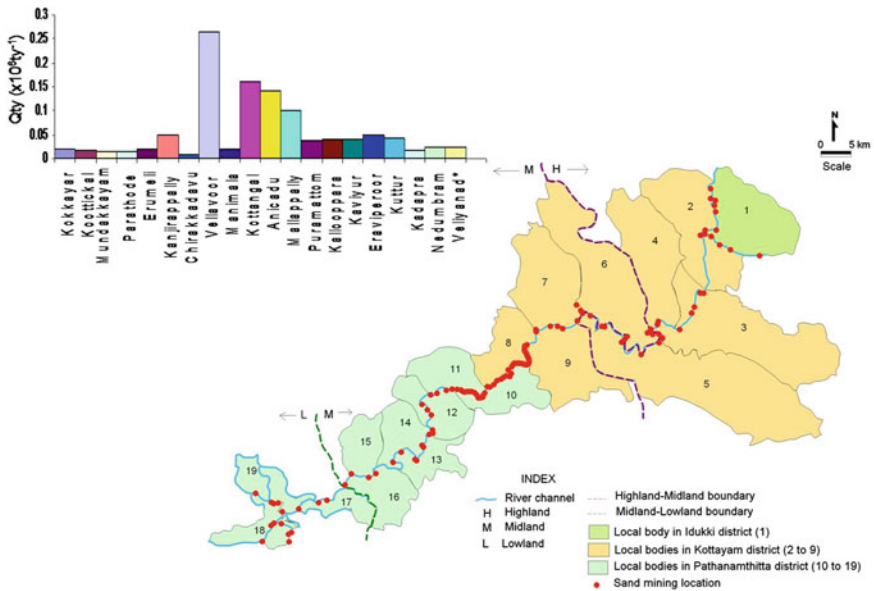 Qty (x10⁶ty⁻¹)
0.3
0.25
0.2
0.15
0.1
0.05
0
Kokkayar
Koottickal
Mundakkayam
Parathode
Erumeli
Kanjirappally
Chirakkadavu
Vellavoor
Manimala
Kottangal
Anicadu
Mallappally
Puramattom
Kallooppara
Kaviyur
Eraviperoor
Kuttur
Kadapra
Nedumbram
Veliyanad*
N
0 5 km
Scale
M H
1
2
4
6
7
3
8
9
5
11
10
12
14
L M
15
13
19
16
17
18
INDEX
River channel
H Highland
M Midland
L Lowland
Highland-Midland boundary
Midland-Lowland boundary
Local body in Idukki district (1)
Local bodies in Kottayam district (2 to 9)
Local bodies in Pathanamthitta district (10 to 19)
Sand mining location